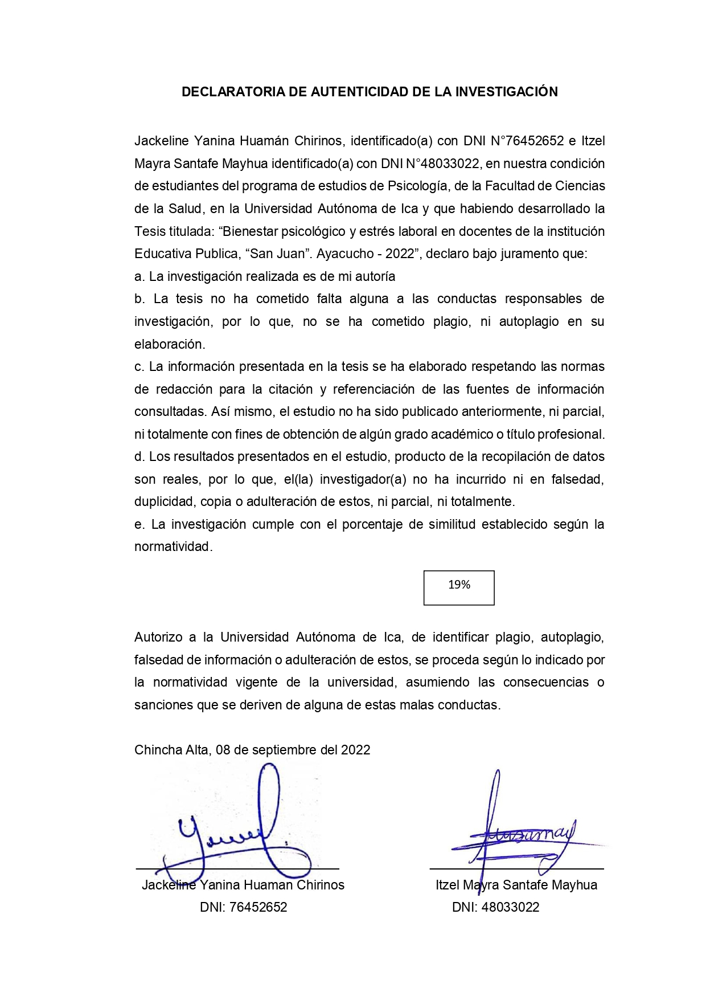 DECLARATORIA DE AUTENTICIDAD DE LA INVESTIGACIÓN
Jackeline Yanina Huamán Chirinos, identificado(a) con DNI N°76452652 e Itzel
Mayra Santafe Mayhua identificado(a) con DNI N°48033022, en nuestra condición
de estudiantes del programa de estudios de Psicología, de la Facultad de Ciencias
de la Salud, en la Universidad Autónoma de Ica y que habiendo desarrollado la
Tesis titulada: “Bienestar psicológico y estrés laboral en docentes de la institución
Educativa Publica, “San Juan”. Ayacucho - 2022”, declaro bajo juramento que:
a. La investigación realizada es de mi autoría
b. La tesis no ha cometido falta alguna a las conductas responsables de
investigación, por lo que, no se ha cometido plagio, ni autoplagio en su
elaboración.
c. La información presentada en la tesis se ha elaborado respetando las normas
de redacción para la citación y referenciación de las fuentes de información
consultadas. Así mismo, el estudio no ha sido publicado anteriormente, ni parcial,
ni totalmente con fines de obtención de algún grado académico o título profesional.
d. Los resultados presentados en el estudio, producto de la recopilación de datos
son reales, por lo que, el(la) investigador(a) no ha incurrido ni en falsedad,
duplicidad, copia o adulteración de estos, ni parcial, ni totalmente.
e. La investigación cumple con el porcentaje de similitud establecido según la
normatividad.
19%
Autorizo a la Universidad Autónoma de Ica, de identificar plagio, autoplagio,
falsedad de información o adulteración de estos, se proceda según lo indicado por
la normatividad vigente de la universidad, asumiendo las consecuencias o
sanciones que se deriven de alguna de estas malas conductas.
Chincha Alta, 08 de septiembre del 2022
Jackeline Yanina Huaman Chirinos
Itzel Mayra Santafe Mayhua
DNI: 76452652
DNI: 48033022